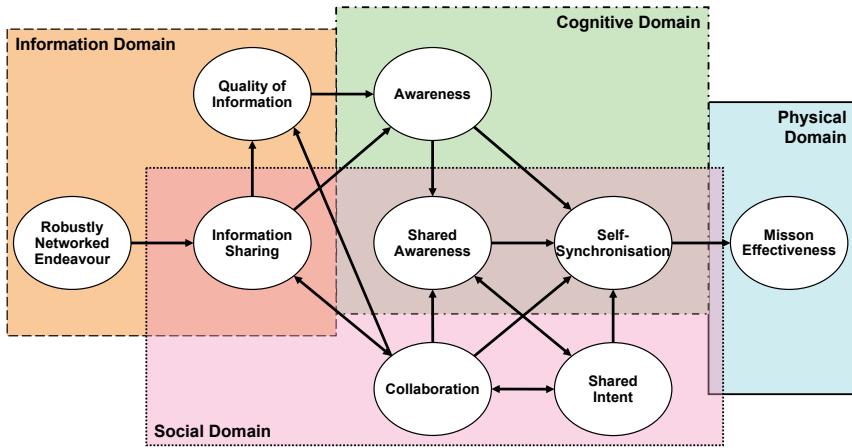 Information Domain
Cognitive Domain
Quality of
Information
Awareness
Physical
Domain
Robustly
Networked
Endeavour
Information
Sharing
Shared
Awareness
Self-
Synchronisation
Misson
Effectiveness
Collaboration
Shared
Intent
Social Domain